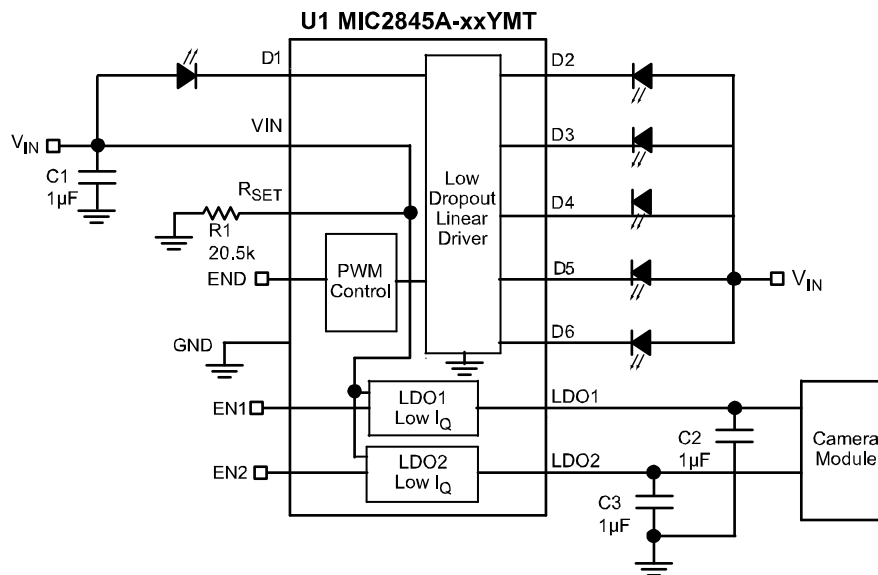 U1 MIC2845A-xxYMT
D1
D2
VIN
D3
VIN
C1
1µF
RSET
R1
20.5k
Low
Dropout
Linear
Driver
D4
END
PWM
Control
D5
VIN
GND
D6
EN1
LDO1
Low IQ
LDO1
EN2
LDO2
Low IQ
LDO2
C2
1µF
C3
1µF
Camera
Module